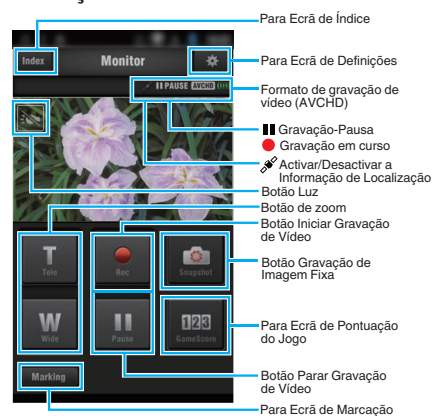 Para Ecrã de Índice
Index
Monitor
Para Ecrã de Definições
II PAUSE AVCHD
Formato de gravação de
vídeo (AVCHD)
Gravação-Pausa
Gravação em curso
Activar/Desactivar a
Informação de Localização
Botão Luz
Botão de zoom
Botão Iniciar Gravação
de Vídeo
T
Tele
Rec
Snapshot
Botão Gravação de
Imagem Fixa
W
Wide
Pause
123
GameScore
Para Ecrã de Pontuação
do Jogo
Marking
Botão Parar Gravação
de Vídeo
Para Ecrã de Marcação